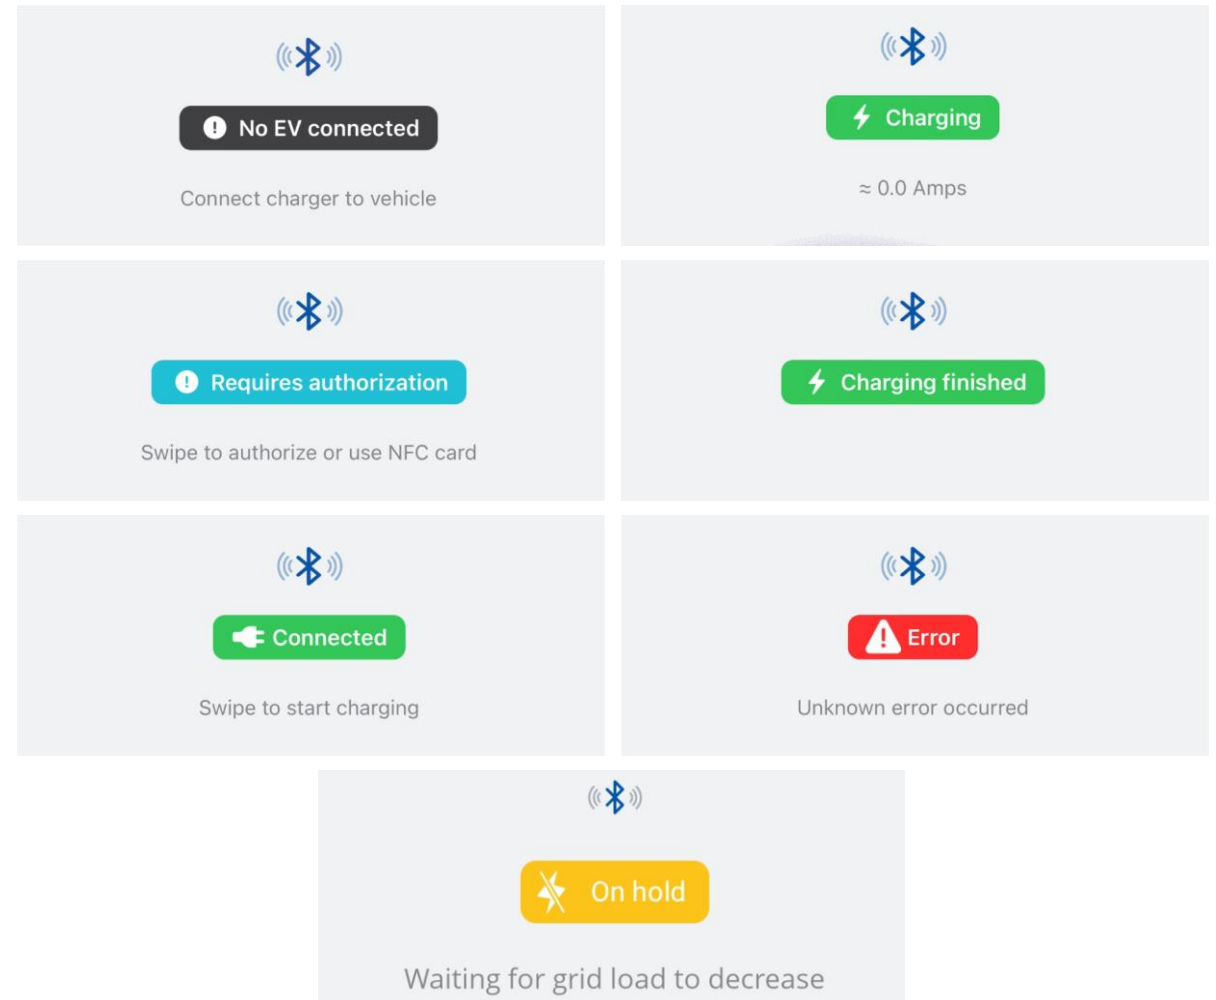 No EV connected
Connect charger to vehicle
Charging
≈ 0.0 Amps
Requires authorization
Swipe to authorize or use NFC card
Charging finished
Connected
Swipe to start charging
Error
Unknown error occurred
On hold
Waiting for grid load to decrease